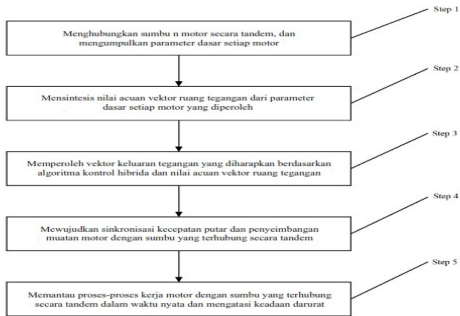 Step 1
Menghubungkan sumbu n motor secara tandem, dan
mengumpulkan parameter dasar setiap motor
Step 2
Mensintesis nilai acuan vektor ruang tegangan dari parameter
dasar setiap motor yang diperoleh
Step 3
Memperoleh vektor keluaran tegangan yang diharapkan berdasarkan
algoritma kontrol hibrida dan nilai acuan vektor ruang tegangan
Step 4
Mewujudkan sinkronisasi kecepatan putar dan penyeimbangan
muatan motor dengan sumbu yang terhubung secara tandem
Step 5
Memantau proses-proses kerja motor dengan sumbu yang terhubung
secara tandem dalam waktu nyata dan mengatasi keadaan darurat